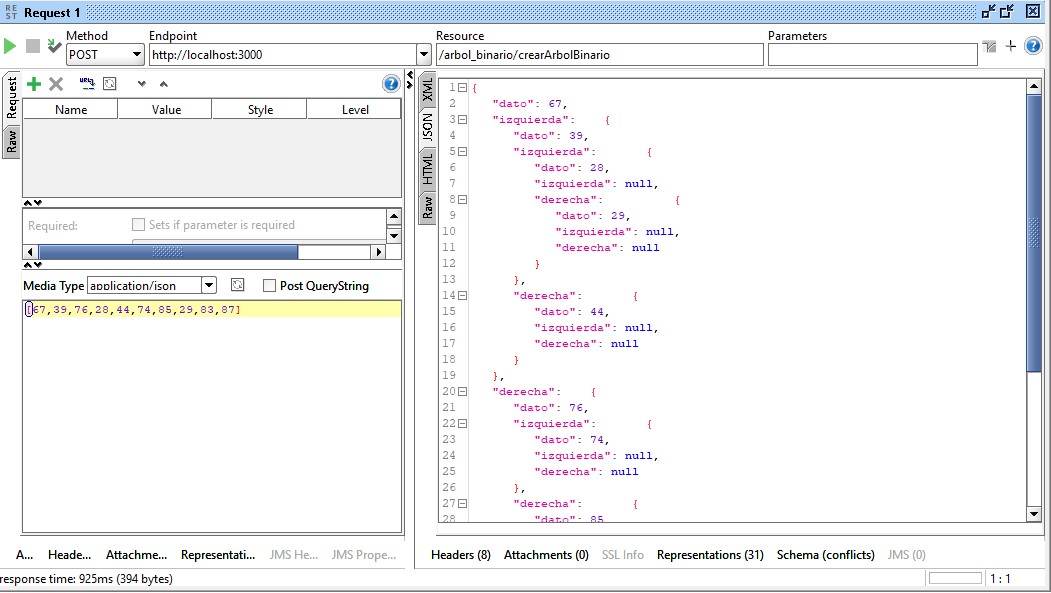 REST Request 1
Method Endpoint Resource Parameters
POST http://localhost:3000 /arbol_binario/crearArbolBinario
Request
Raw
Name Value Style Level
Required: Sets if parameter is required
Media Type application/json Post QueryString
[67,39,76,28,44,74,85,29,83,87]
A... Heade... Attachme... Representati... JMS He... JMS Prope...
XML
JSON
HTML
Raw
1 {
2 "dato": 67,
3 "izquierda": {
4 "dato": 39,
5 "izquierda": {
6 "dato": 28,
7 "izquierda": null,
8 "derecha": {
9 "dato": 29,
10 "izquierda": null,
11 "derecha": null
12 }
13 },
14 "derecha": {
15 "dato": 44,
16 "izquierda": null,
17 "derecha": null
18 }
19 },
20 "derecha": {
21 "dato": 76,
22 "izquierda": {
23 "dato": 74,
24 "izquierda": null,
25 "derecha": null
26 },
27 "derecha": {
28 "dato": 85
Headers (8) Attachments (0) SSL Info Representations (31) Schema (conflicts) JMS (0)
response time: 925ms (394 bytes)
1 : 1